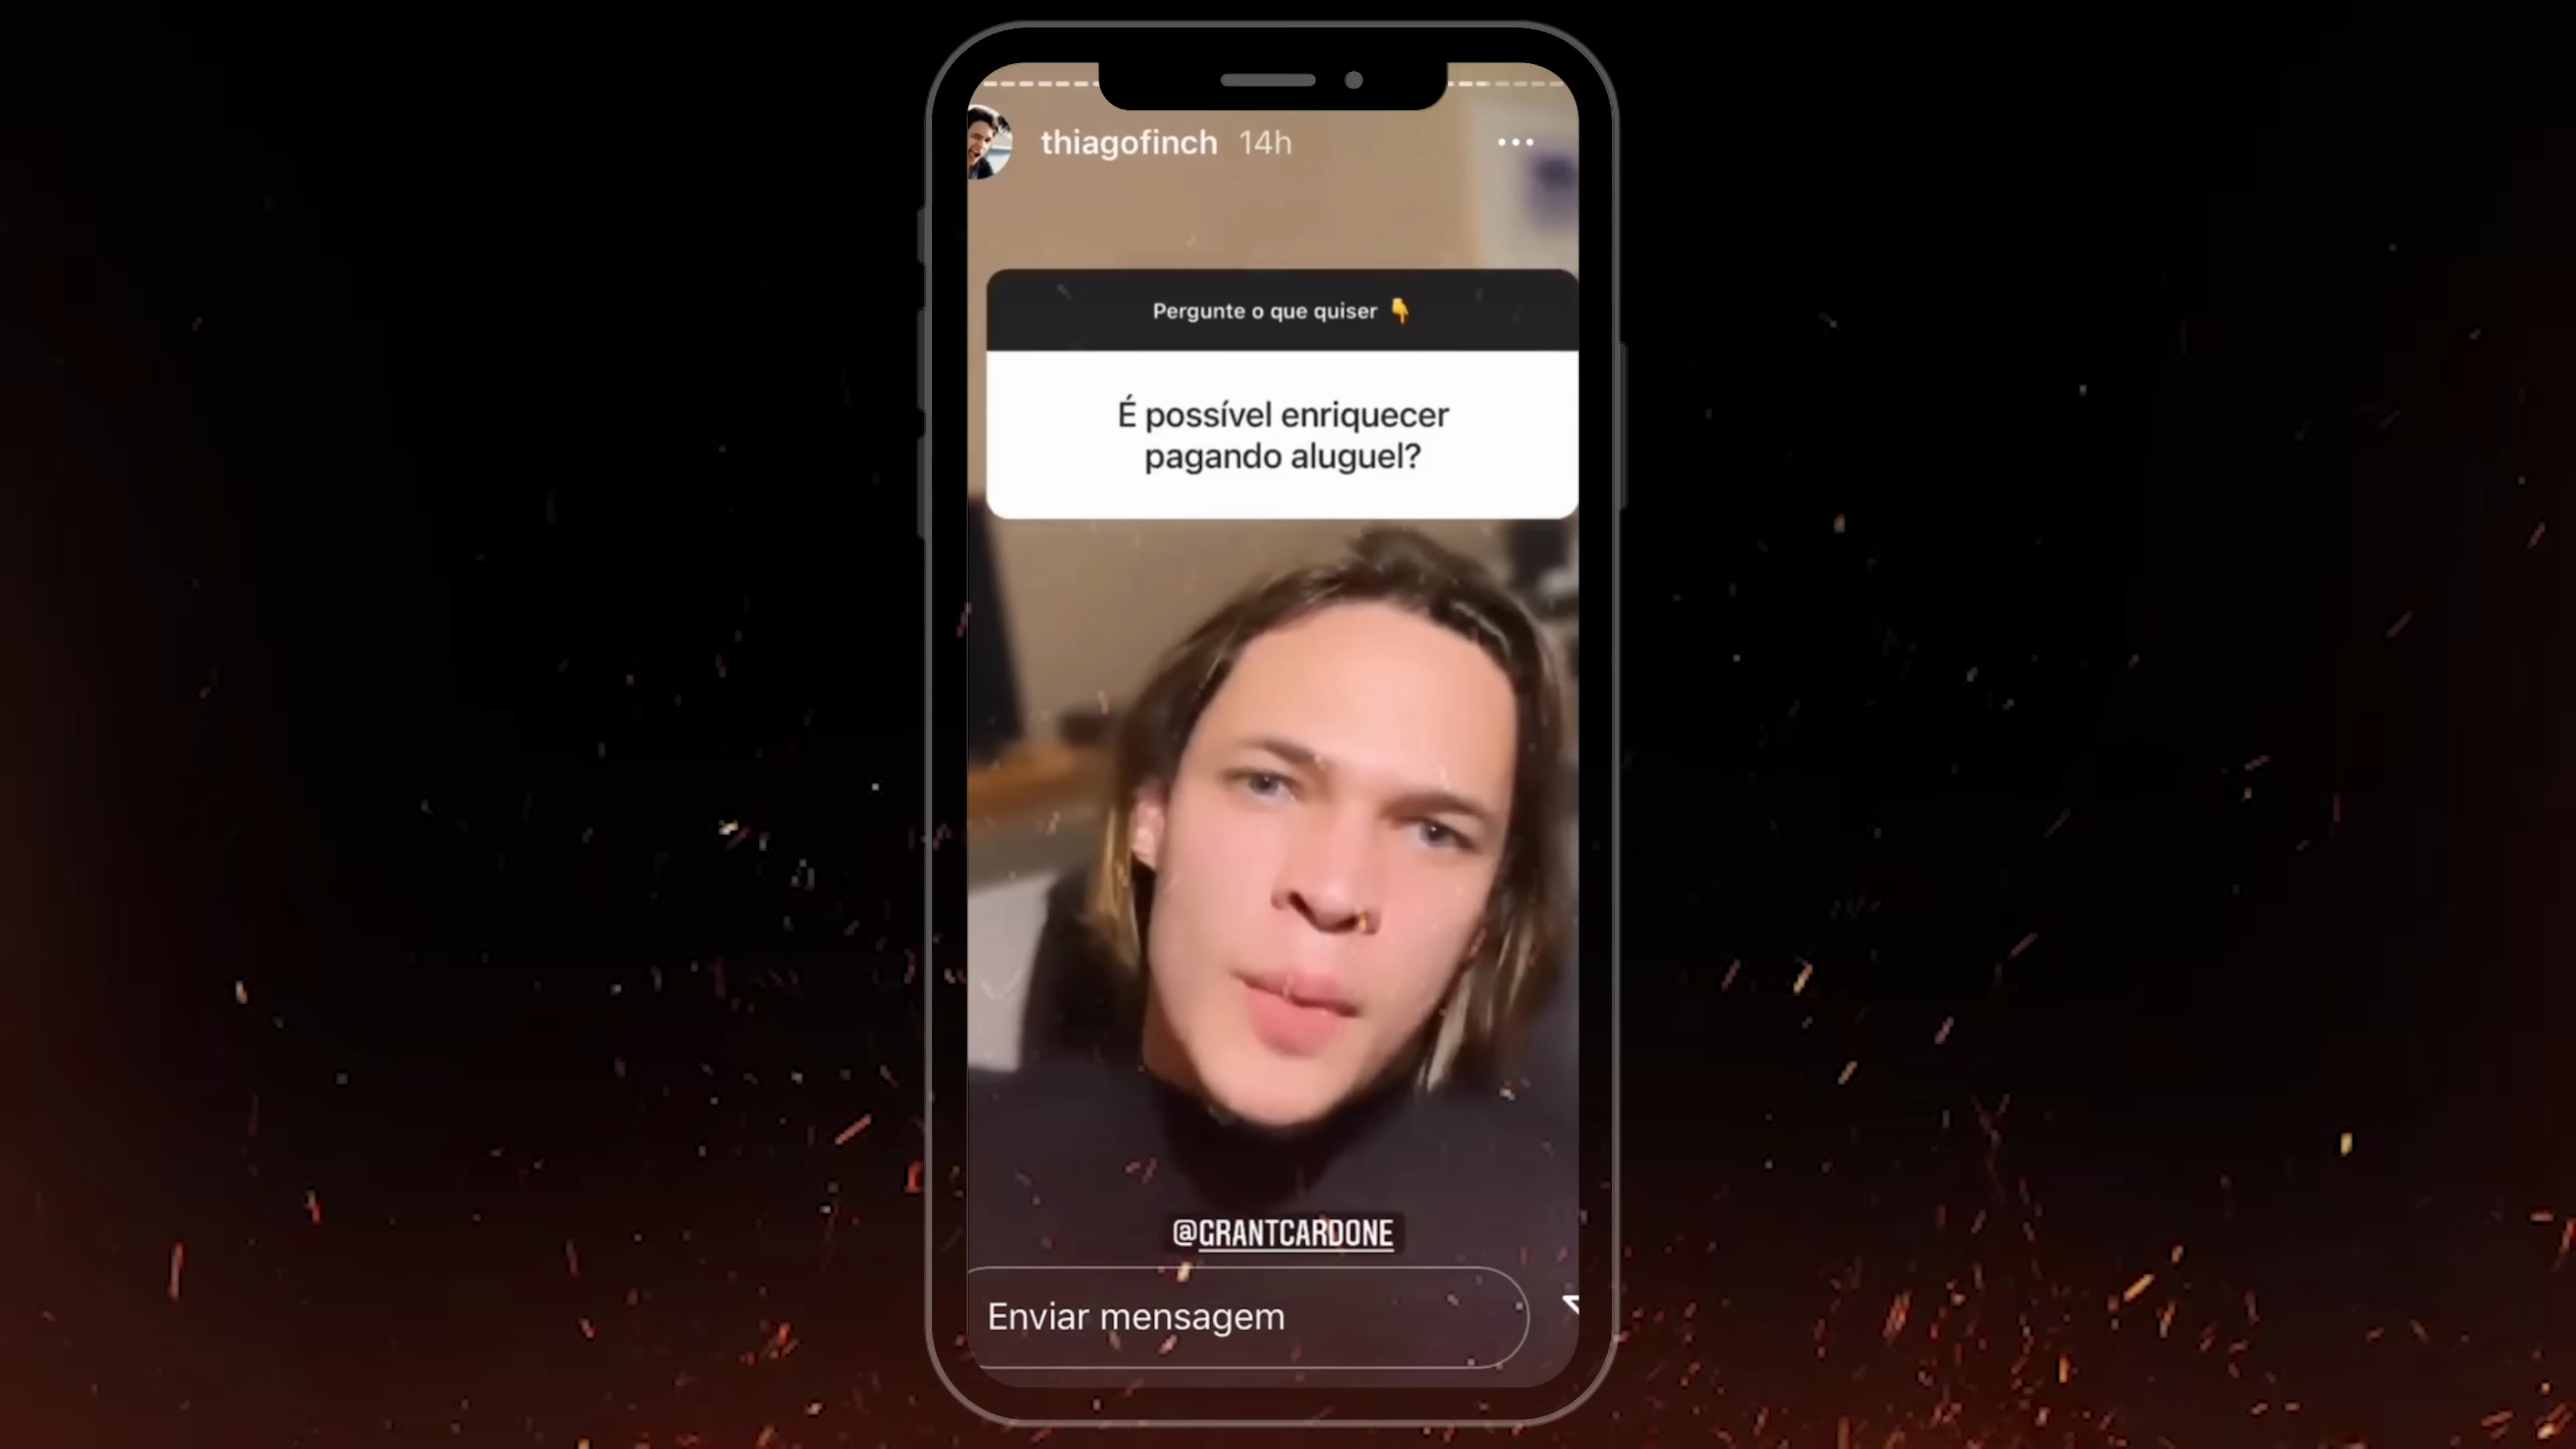 thiagofinch 14h
Pergunte o que quiser 👇
É possível enriquecer
pagando aluguel?
@GRANTCARDONE
Enviar mensagem